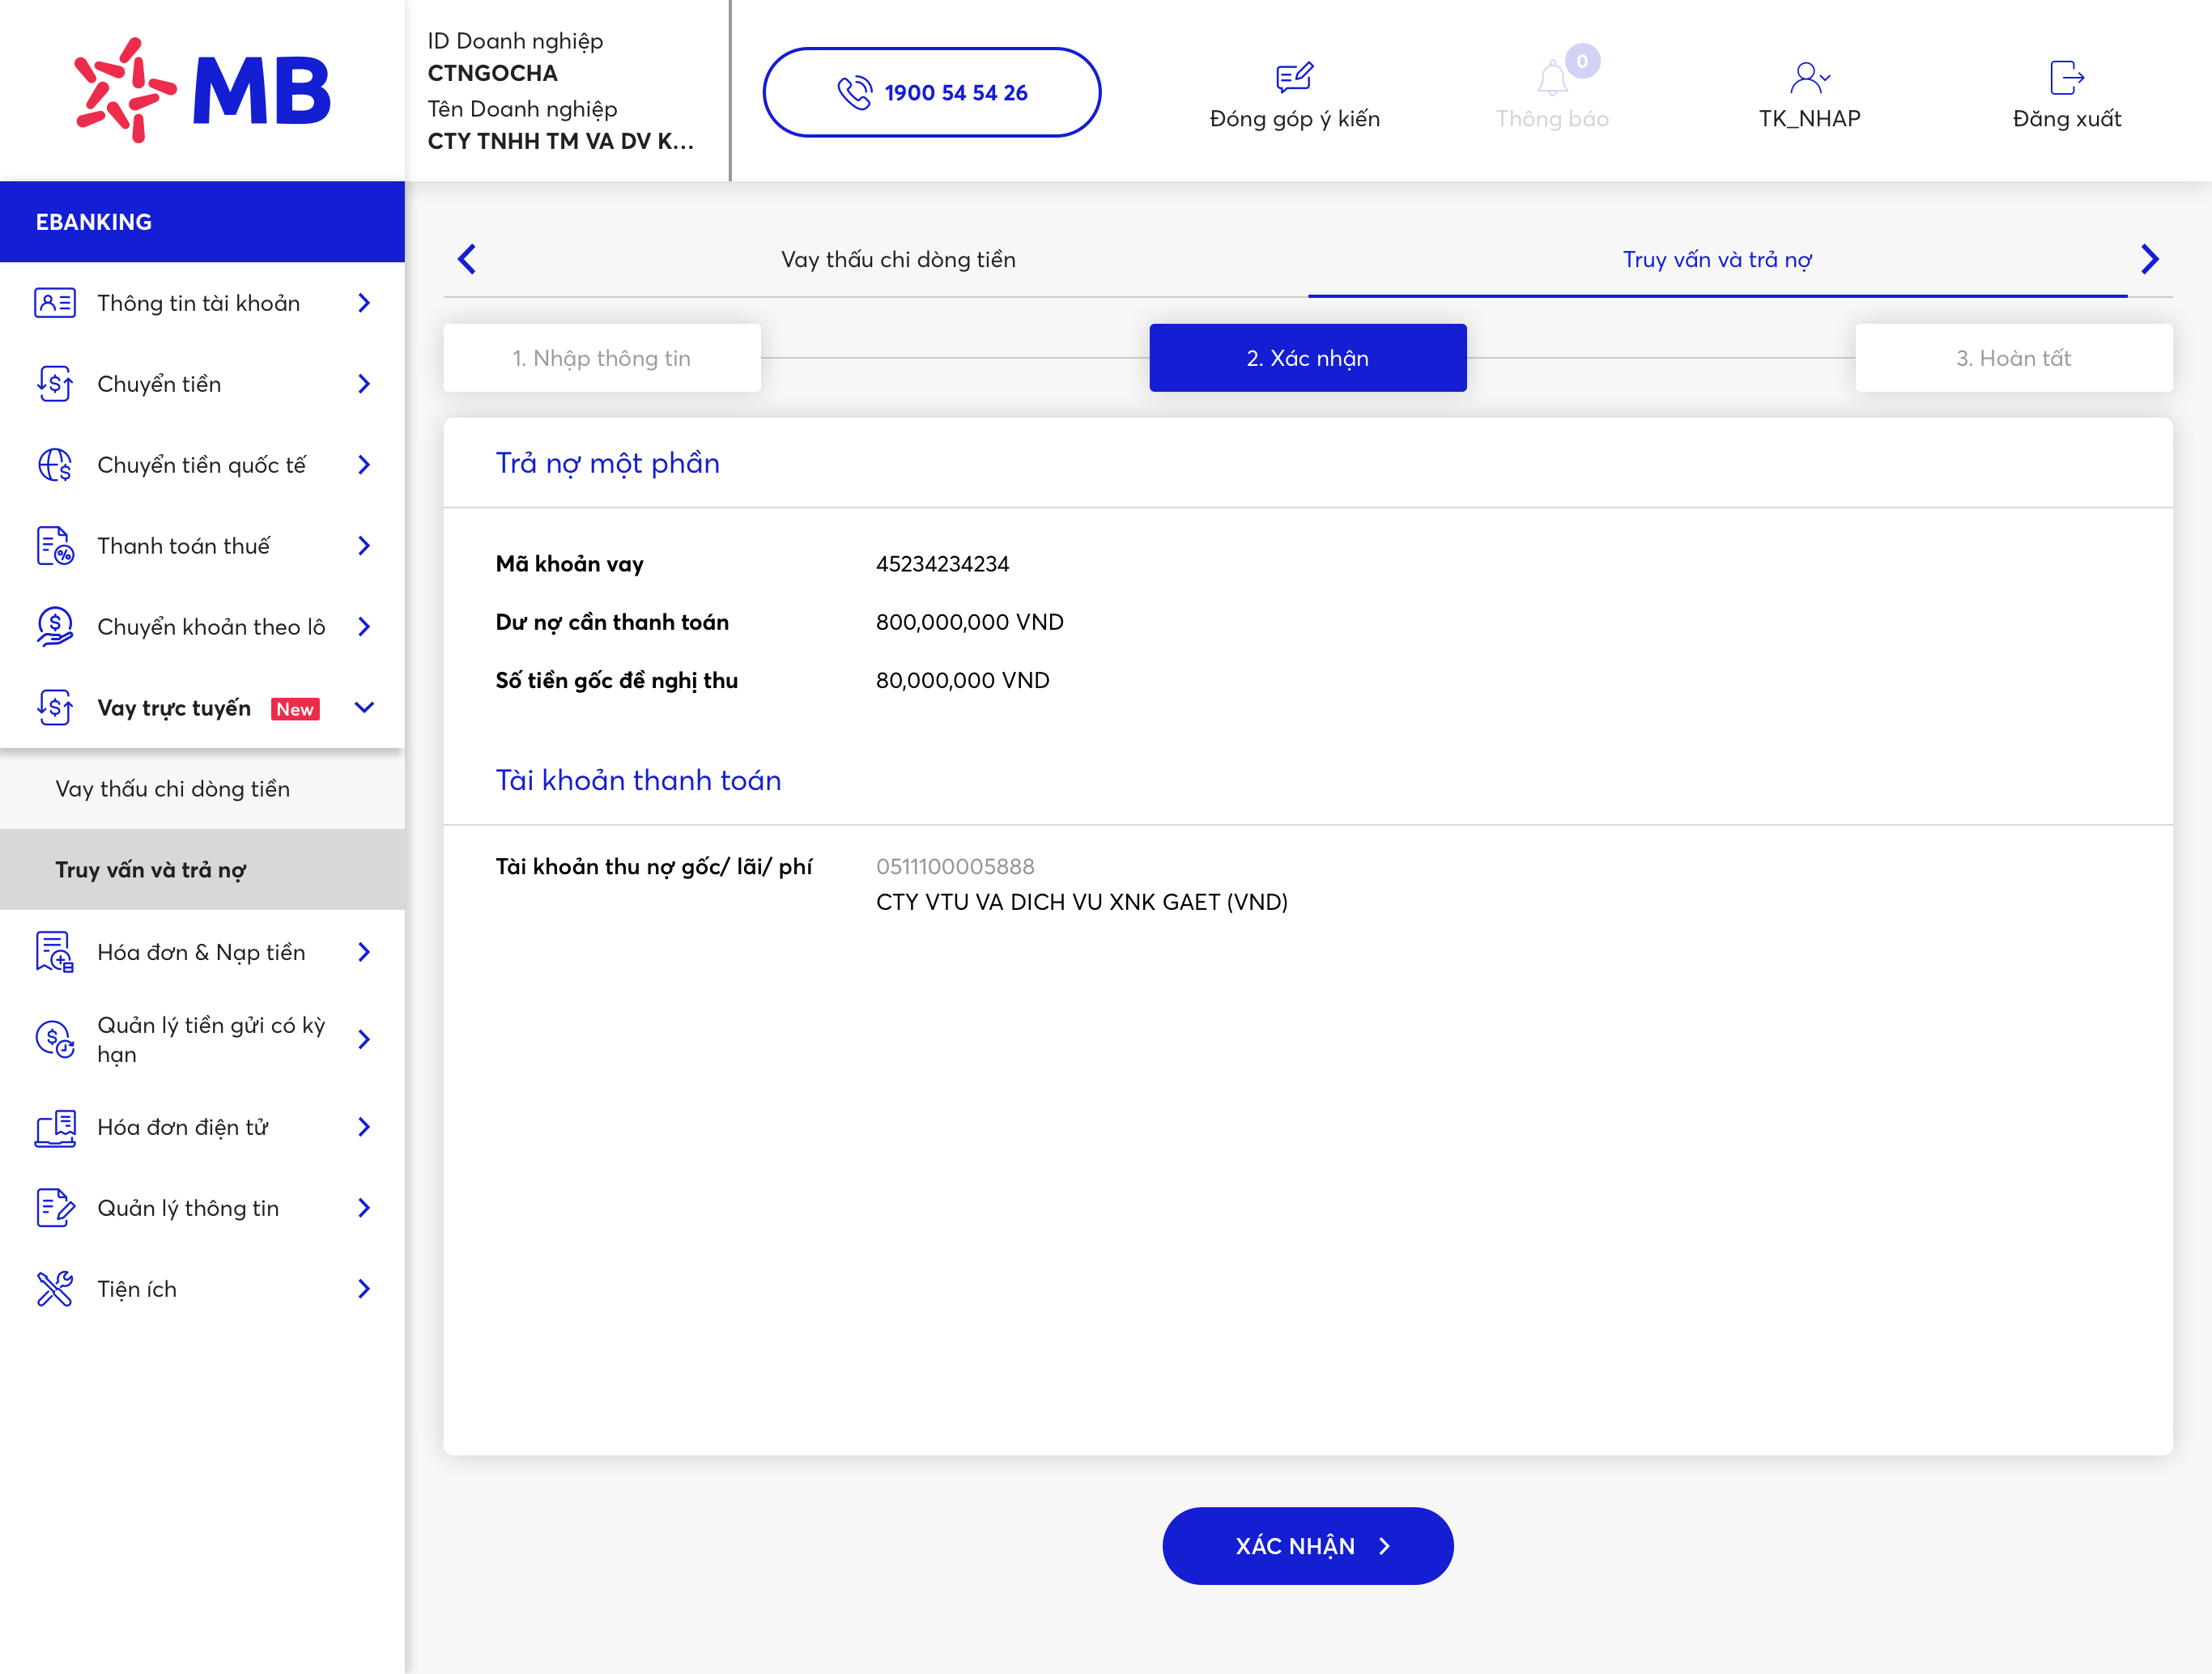 MB
ID Doanh nghiệp
CTNGOCHA
Tên Doanh nghiệp
CTY TNHH TM VA DV K...
1900 54 54 26
Đóng góp ý kiến
0
Thông báo
TK_NHAP
Đăng xuất
EBANKING
Thông tin tài khoản
Chuyển tiền
Chuyển tiền quốc tế
Thanh toán thuế
Chuyển khoản theo lô
Vay trực tuyến New
Vay thấu chi dòng tiền
Truy vấn và trả nợ
Hóa đơn & Nạp tiền
Quản lý tiền gửi có kỳ
hạn
Hóa đơn điện tử
Quản lý thông tin
Tiện ích
Vay thấu chi dòng tiền
Truy vấn và trả nợ
1. Nhập thông tin
2. Xác nhận
3. Hoàn tất
Trả nợ một phần
Mã khoản vay 45234234234
Dư nợ cần thanh toán 800,000,000 VND
Số tiền gốc đề nghị thu 80,000,000 VND
Tài khoản thanh toán
Tài khoản thu nợ gốc/ lãi/ phí 0511100005888
CTY VTU VA DICH VU XNK GAET (VND)
XÁC NHẬN